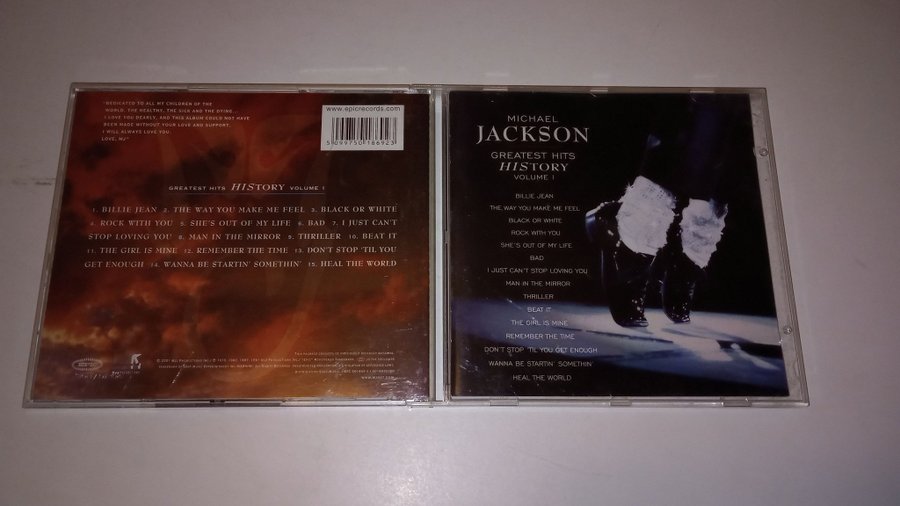 "DEDICATED TO ALL MY CHILDREN OF THE
WORLD, THE HEALTHY, THE SICK AND THE DYING...
I LOVE YOU DEARLY, AND THIS ALBUM COULD NOT HAVE
BEEN MADE WITHOUT YOUR LOVE AND SUPPORT.
I WILL ALWAYS LOVE YOU.
LOVE, MJ"
www.epicrecords.com
5 099750 186923
GREATEST HITS HISTORY VOLUME I
1. BILLIE JEAN 2. THE WAY YOU MAKE ME FEEL 3. BLACK OR WHITE
4. ROCK WITH YOU 5. SHE'S OUT OF MY LIFE 6. BAD 7. I JUST CAN'T
STOP LOVING YOU 8. MAN IN THE MIRROR 9. THRILLER 10. BEAT IT
11. THE GIRL IS MINE 12. REMEMBER THE TIME 13. DON'T STOP 'TIL YOU
GET ENOUGH 14. WANNA BE STARTIN' SOMETHIN' 15. HEAL THE WORLD
MICHAEL
JACKSON
GREATEST HITS
HISTORY
VOLUME I
BILLIE JEAN
THE WAY YOU MAKE ME FEEL
BLACK OR WHITE
ROCK WITH YOU
SHE'S OUT OF MY LIFE
BAD
I JUST CAN'T STOP LOVING YOU
MAN IN THE MIRROR
THRILLER
BEAT IT
THE GIRL IS MINE
REMEMBER THE TIME
DON'T STOP 'TIL YOU GET ENOUGH
WANNA BE STARTIN' SOMETHIN'
HEAL THE WORLD